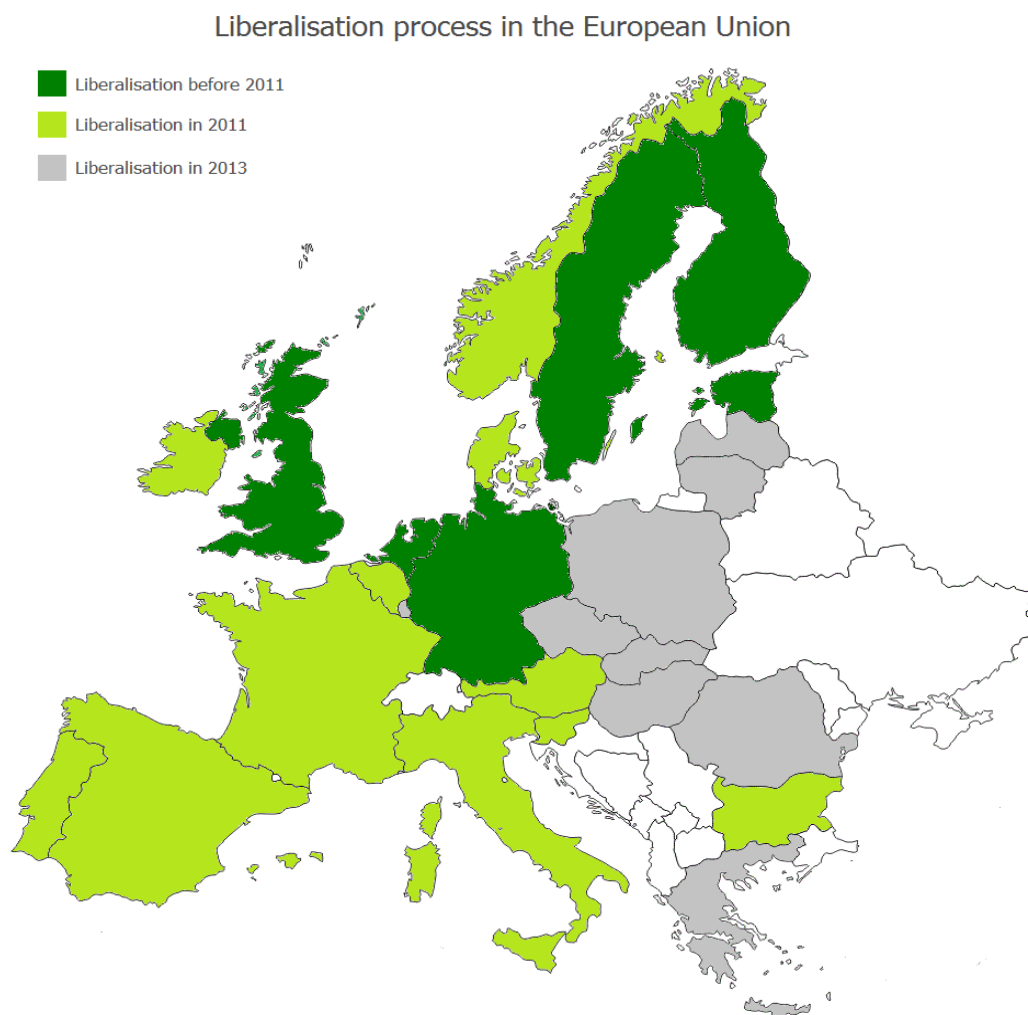 Liberalisation process in the European Union
Liberalisation before 2011
Liberalisation in 2011
Liberalisation in 2013